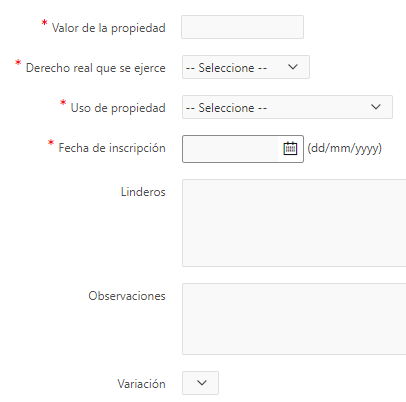 * Valor de la propiedad
* Derecho real que se ejerce -- Seleccione --
* Uso de propiedad -- Seleccione --
* Fecha de inscripción (dd/mm/yyyy)
Linderos
Observaciones
Variación